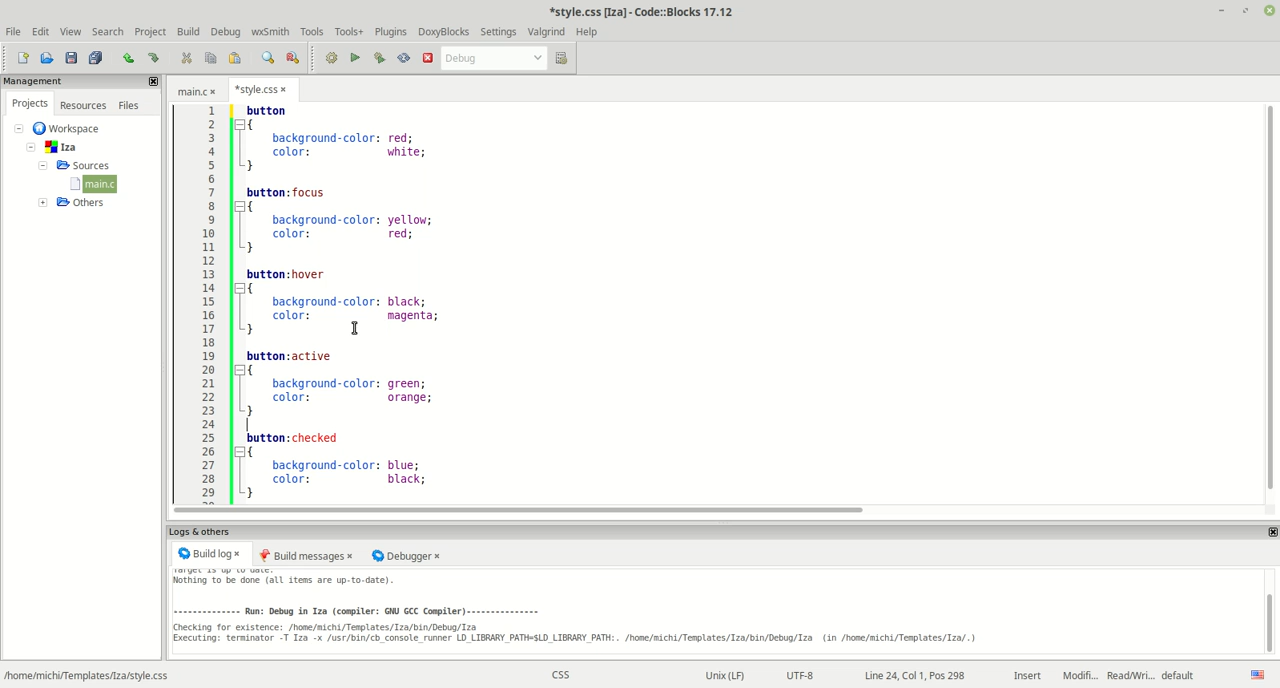 *style.css [Iza] - Code::Blocks 17.12
File Edit View Search Project Build Debug wxSmith Tools Tools+ Plugins DoxyBlocks Settings Valgrind Help
Debug
Management
Projects Resources Files
Workspace
Iza
Sources
main.c
Others
main.c *style.css
1 button
2 {
3 background-color: red;
4 color: white;
5 }
6
7 button:focus
8 {
9 background-color: yellow;
10 color: red;
11 }
12
13 button:hover
14 {
15 background-color: black;
16 color: magenta;
17 }
18
19 button:active
20 {
21 background-color: green;
22 color: orange;
23 }
24
25 button:checked
26 {
27 background-color: blue;
28 color: black;
29 }
Logs & others
Build log Build messages Debugger
Target is up to date.
Nothing to be done (all items are up-to-date).
-------------- Run: Debug in Iza (compiler: GNU GCC Compiler)---------------
Checking for existence: /home/michi/Templates/Iza/bin/Debug/Iza
Executing: terminator -T Iza -x /usr/bin/cb_console_runner LD_LIBRARY_PATH=$LD_LIBRARY_PATH:. /home/michi/Templates/Iza/bin/Debug/Iza (in /home/michi/Templates/Iza/.)
/home/michi/Templates/Iza/style.css CSS Unix (LF) UTF-8 Line 24, Col 1, Pos 298 Insert Modifi... Read/Wri... default